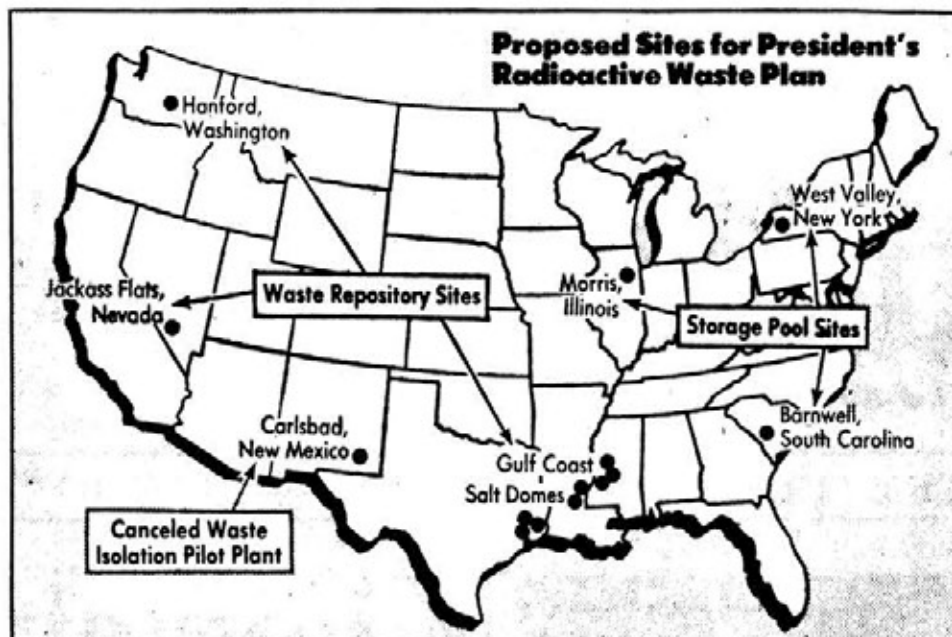 Proposed Sites for President's
Radioactive Waste Plan
Hanford,
Washington
West Valley,
New York
Jackass Flats,
Nevada
Waste Repository Sites
Morris,
Illinois
Storage Pool Sites
Carlsbad,
New Mexico
Gulf Coast
Salt Domes
Barnwell,
South Carolina
Canceled Waste
Isolation Pilot Plant